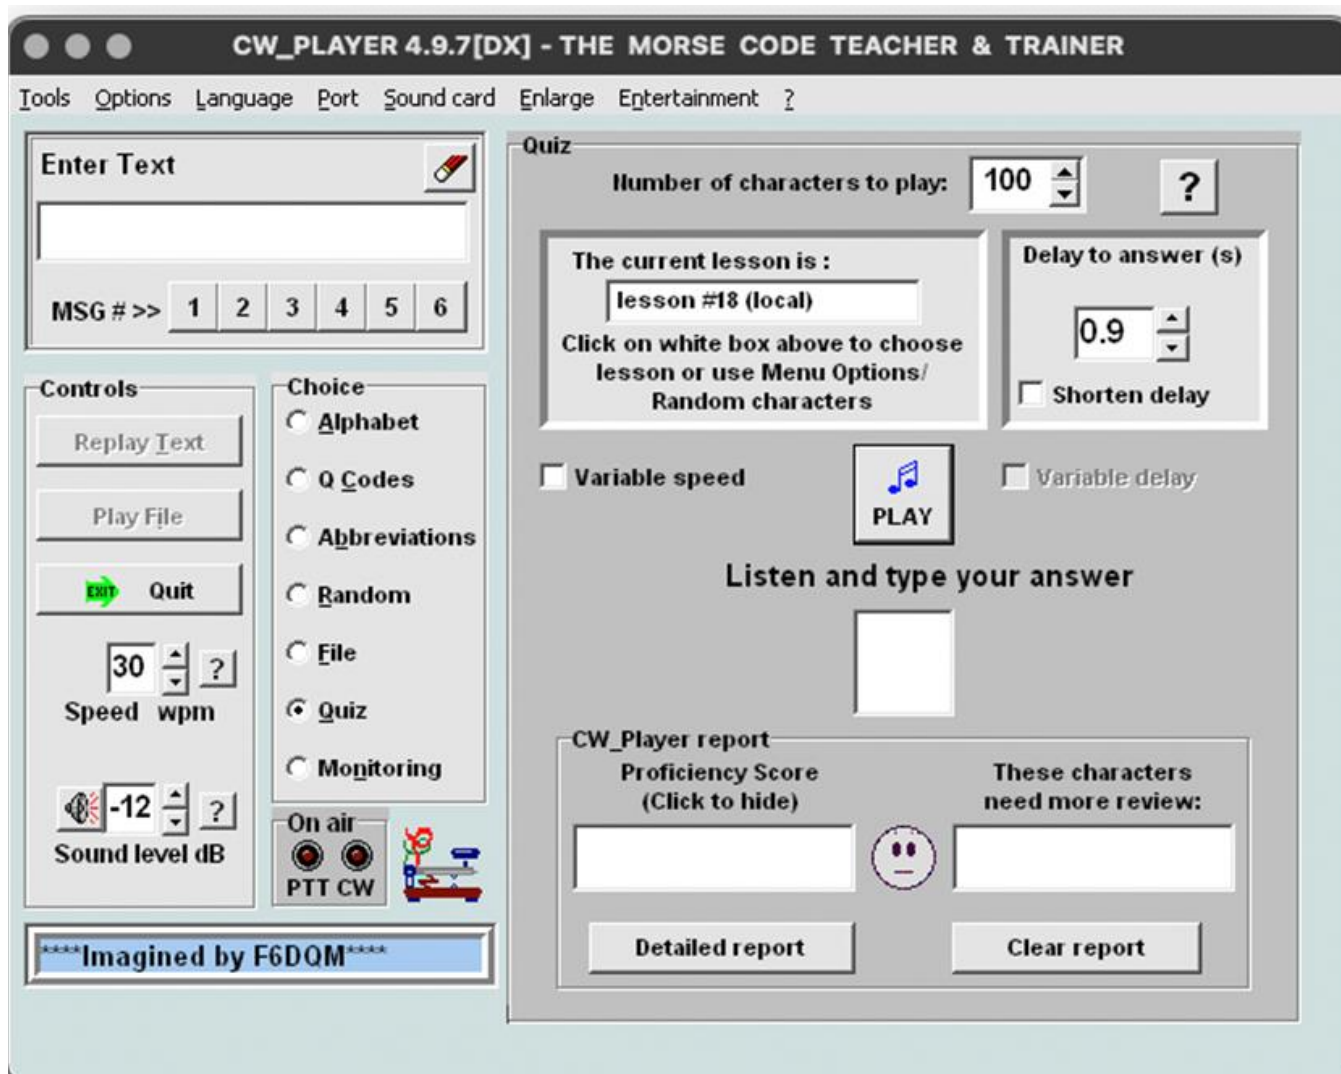 CW_PLAYER 4.9.7[DX] - THE MORSE CODE TEACHER & TRAINER
Tools Options Language Port Sound card Enlarge Entertainment ?
Enter Text
MSG # >> 1 2 3 4 5 6
Controls
Replay Text
Play File
EXIT Quit
30 ?
Speed wpm
-12 ?
Sound level dB
Choice
Alphabet
Q Codes
Abbreviations
Random
File
Quiz
Monitoring
On air
PTT CW
****Imagined by F6DQM****
Quiz
Number of characters to play: 100 ?
The current lesson is :
lesson #18 (local)
Click on white box above to choose
lesson or use Menu Options/
Random characters
Delay to answer (s)
0.9
Shorten delay
Variable speed
PLAY
Variable delay
Listen and type your answer
CW_Player report
Proficiency Score
(Click to hide)
These characters
need more review:
Detailed report
Clear report